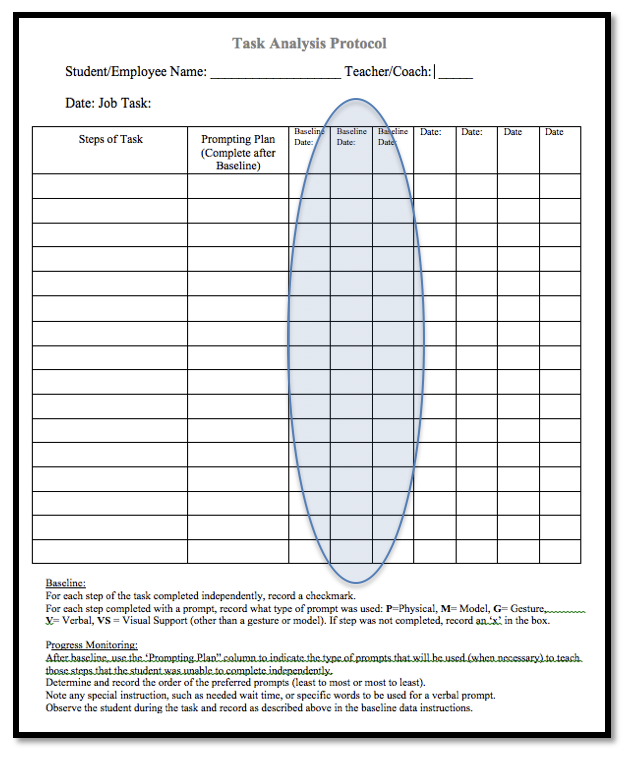 Task Analysis Protocol
Student/Employee Name: ___________________ Teacher/Coach: _____
Date: Job Task:
Steps of Task Prompting Plan (Complete after Baseline) Baseline Date: Baseline Date: Baseline Date: Date: Date: Date Date
Baseline:
For each step of the task completed independently, record a checkmark.
For each step completed with a prompt, record what type of prompt was used: P=Physical, M= Model, G= Gesture,
V= Verbal, VS = Visual Support (other than a gesture or model). If step was not completed, record an 'x' in the box.
Progress Monitoring:
After baseline, use the 'Prompting Plan" column to indicate the type of prompts that will be used (when necessary) to teach
those steps that the student was unable to complete independently.
Determine and record the order of the preferred prompts (least to most or most to least).
Note any special instruction, such as needed wait time, or specific words to be used for a verbal prompt.
Observe the student during the task and record as described above in the baseline data instructions.